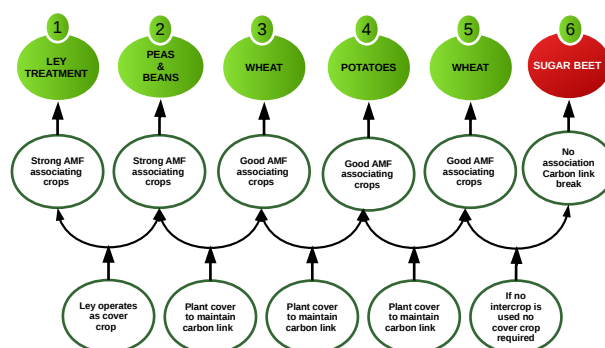 1
2
3
4
5
6
LEY
TREATMENT
PEAS
&
BEANS
WHEAT
POTATOES
WHEAT
SUGAR BEET
Strong AMF
associating
crops
Strong AMF
associating
crops
Good AMF
associating
crops
Good AMF
associating
crops
Good AMF
associating
crops
No
association
Carbon link
break
Ley operates
as cover
crop
Plant cover
to maintain
carbon link
Plant cover
to maintain
carbon link
Plant cover
to maintain
carbon link
If no
intercrop is
used no
cover crop
required